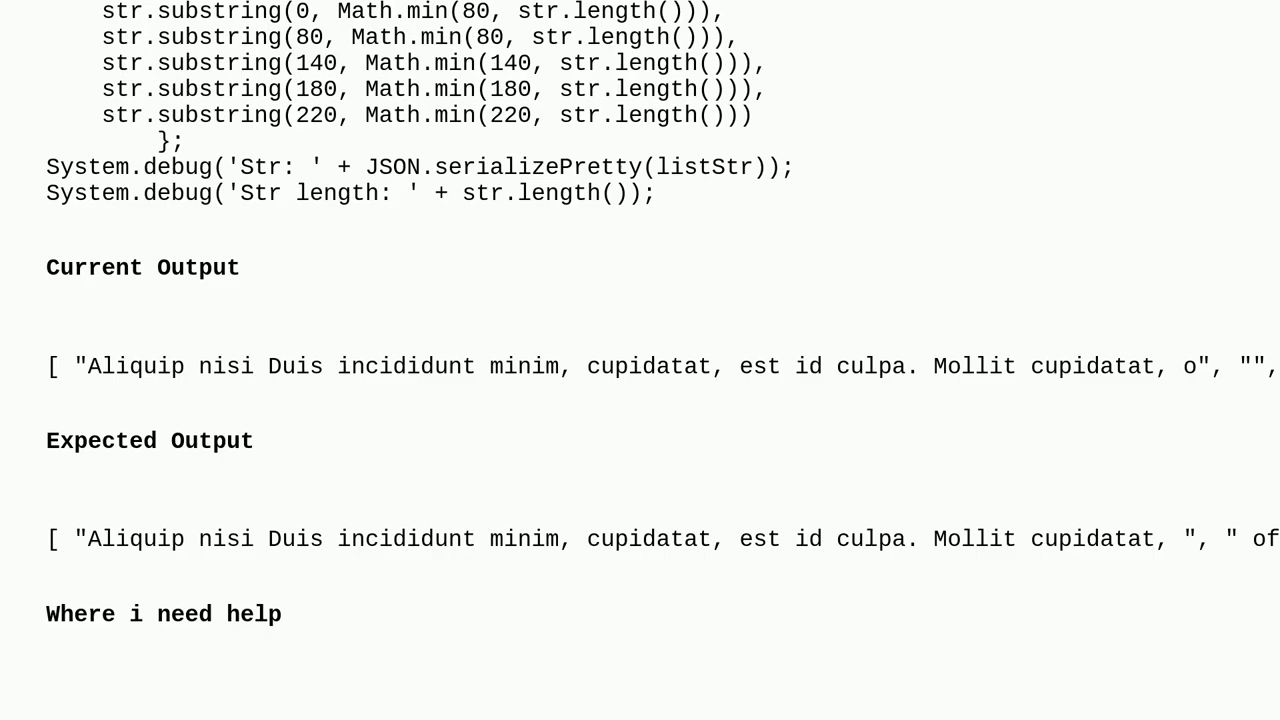 str.substring(0, Math.min(80, str.length())),
str.substring(80, Math.min(80, str.length())),
str.substring(140, Math.min(140, str.length())),
str.substring(180, Math.min(180, str.length())),
str.substring(220, Math.min(220, str.length()))
};
System.debug('Str: ' + JSON.serializePretty(listStr));
System.debug('Str length: ' + str.length());
Current Output
[ "Aliquip nisi Duis incididunt minim, cupidatat, est id culpa. Mollit cupidatat, o", "",
Expected Output
[ "Aliquip nisi Duis incididunt minim, cupidatat, est id culpa. Mollit cupidatat, ", " of
Where i need help